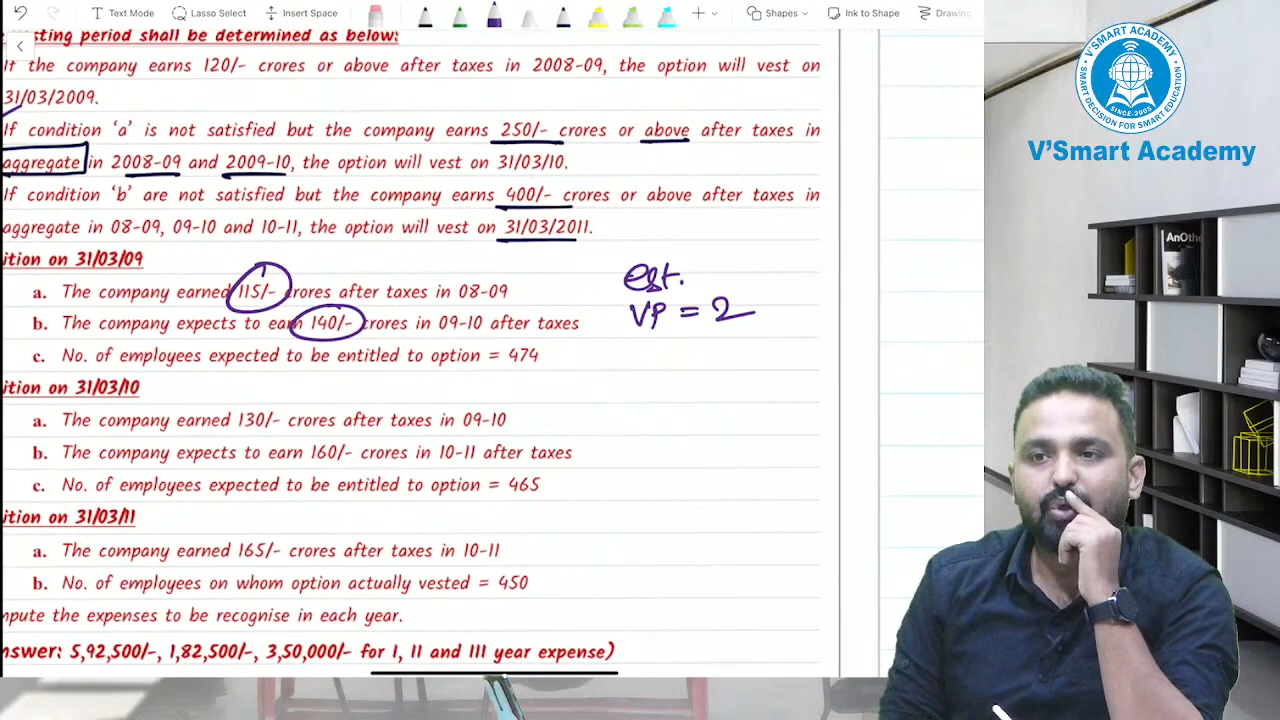 Text Mode Lasso Select Insert Space Shapes Ink to Shape Drawing
esting period shall be determined as below:
If the company earns 120/- crores or above after taxes in 2008-09, the option will vest on
31/03/2009.
If condition 'a' is not satisfied but the company earns 250/- crores or above after taxes in
aggregate in 2008-09 and 2009-10, the option will vest on 31/03/10.
If condition 'b' are not satisfied but the company earns 400/- crores or above after taxes in
aggregate in 08-09, 09-10 and 10-11, the option will vest on 31/03/2011.
ition on 31/03/09
a. The company earned 115/- crores after taxes in 08-09
b. The company expects to earn 140/- crores in 09-10 after taxes
c. No. of employees expected to be entitled to option = 474
est.
VP = 2
ition on 31/03/10
a. The company earned 130/- crores after taxes in 09-10
b. The company expects to earn 160/- crores in 10-11 after taxes
c. No. of employees expected to be entitled to option = 465
ition on 31/03/11
a. The company earned 165/- crores after taxes in 10-11
b. No. of employees on whom option actually vested = 450
mpute the expenses to be recognise in each year.
nswer: 5,92,500/-, 1,82,500/-, 3,50,000/- for I, II and III year expense)
V'SMART ACADEMY
SINCE-2005
SMART DECISION FOR SMART EDUCATION
V'Smart Academy
AnOthe